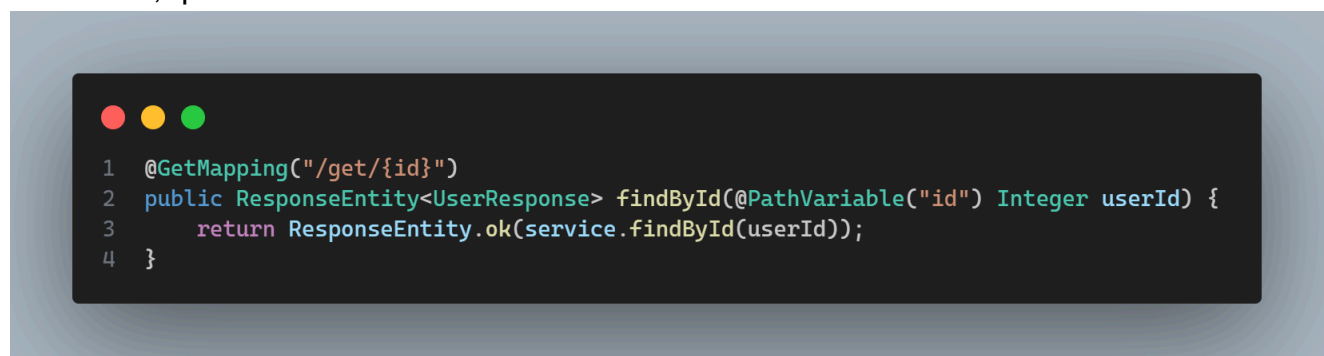 1 @GetMapping("/get/{id}")
2 public ResponseEntity<UserResponse> findById(@PathVariable("id") Integer userId) {
3     return ResponseEntity.ok(service.findById(userId));
4 }